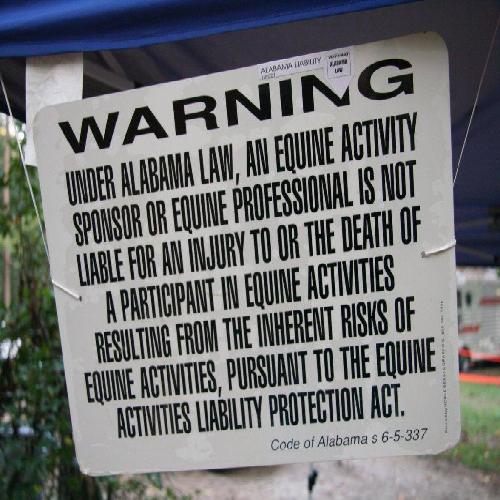 ALABAMA LIABILITY
WARNING
UNDER ALABAMA LAW, AN EQUINE ACTIVITY
SPONSOR OR EQUINE PROFESSIONAL IS NOT
LIABLE FOR AN INJURY TO OR THE DEATH OF
A PARTICIPANT IN EQUINE ACTIVITIES
RESULTING FROM THE INHERENT RISKS OF
EQUINE ACTIVITIES, PURSUANT TO THE EQUINE
ACTIVITIES LIABILITY PROTECTION ACT.
Code of Alabama s 6-5-337